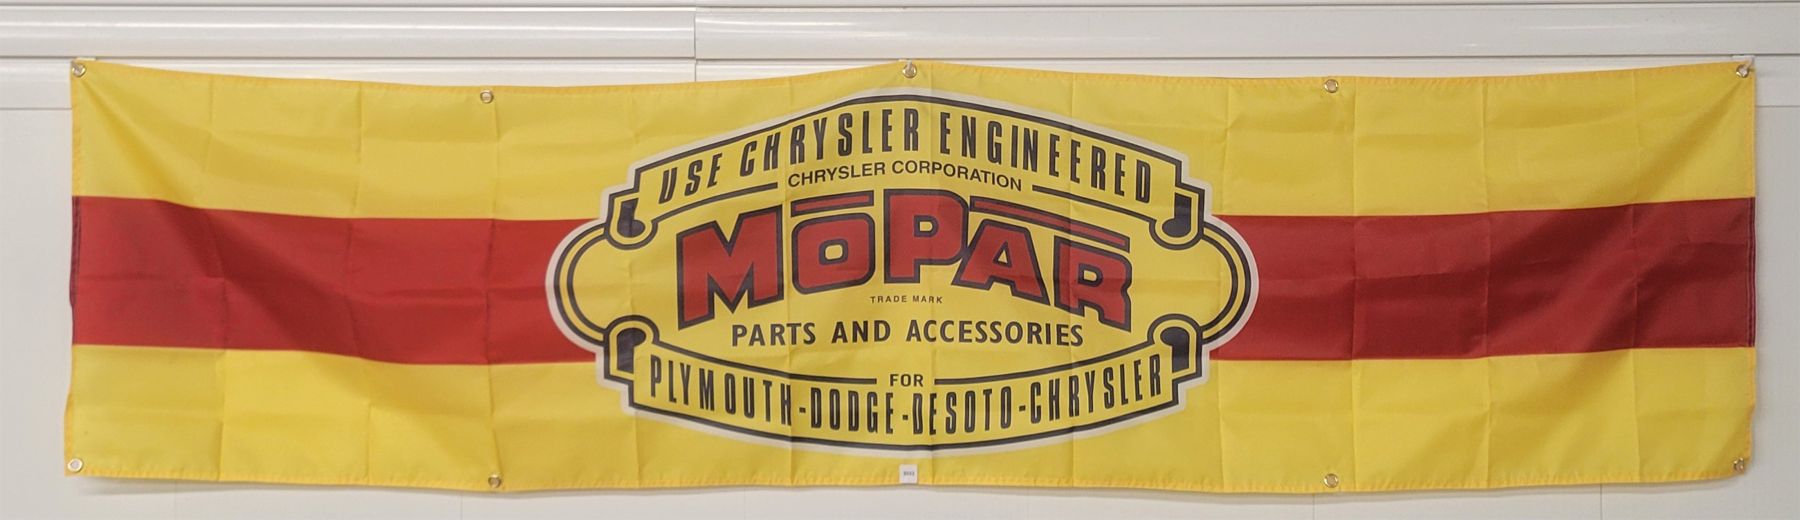 USE CHRYSLER ENGINEERED
CHRYSLER CORPORATION
MOPAR
TRADE MARK
PARTS AND ACCESSORIES
FOR
PLYMOUTH-DODGE-DESOTO-CHRYSLER